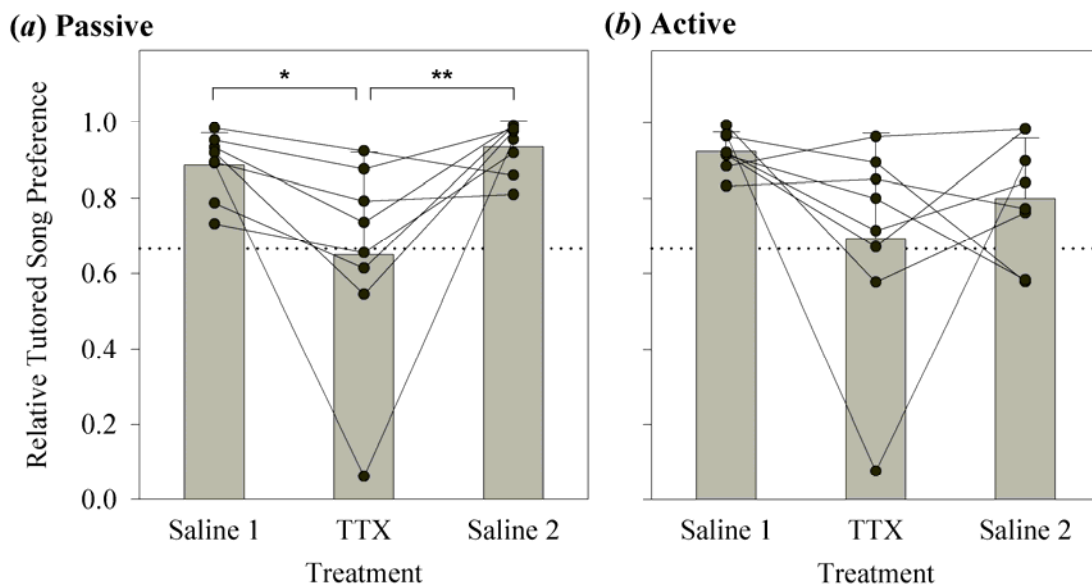 (a) Passive
(b) Active
Relative Tutored Song Preference
* **
1.0
0.8
0.6
0.4
0.2
0.0
Saline 1 TTX Saline 2
Treatment
Saline 1 TTX Saline 2
Treatment